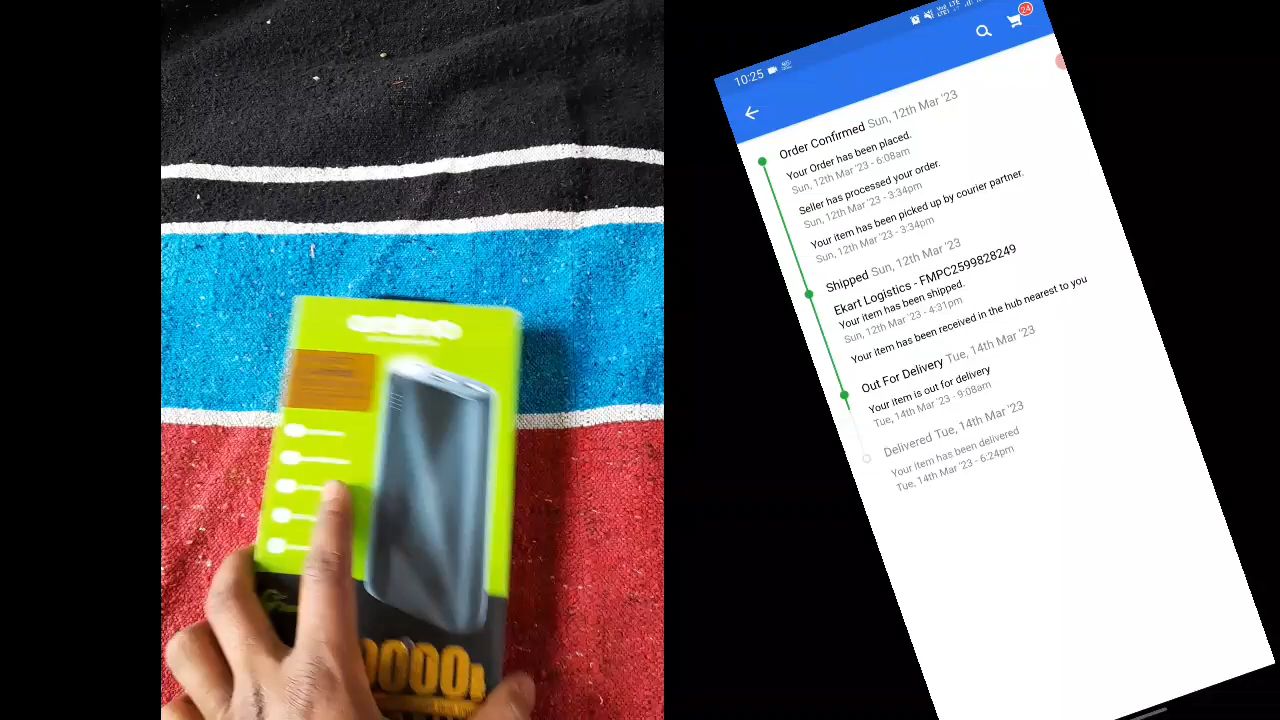 0000
10:25
24
Order Confirmed Sun, 12th Mar '23
Your Order has been placed.
Sun, 12th Mar '23 - 6:08am
Seller has processed your order.
Sun, 12th Mar '23 - 3:34pm
Your item has been picked up by courier partner.
Sun, 12th Mar '23 - 3:34pm
Shipped Sun, 12th Mar '23
Ekart Logistics - FMPC2599828249
Your item has been shipped.
Sun, 12th Mar '23 - 4:31pm
Your item has been received in the hub nearest to you
Out For Delivery Tue, 14th Mar '23
Your item is out for delivery
Tue, 14th Mar '23 - 9:08am
Delivered Tue, 14th Mar '23
Your item has been delivered
Tue, 14th Mar '23 - 6:24pm